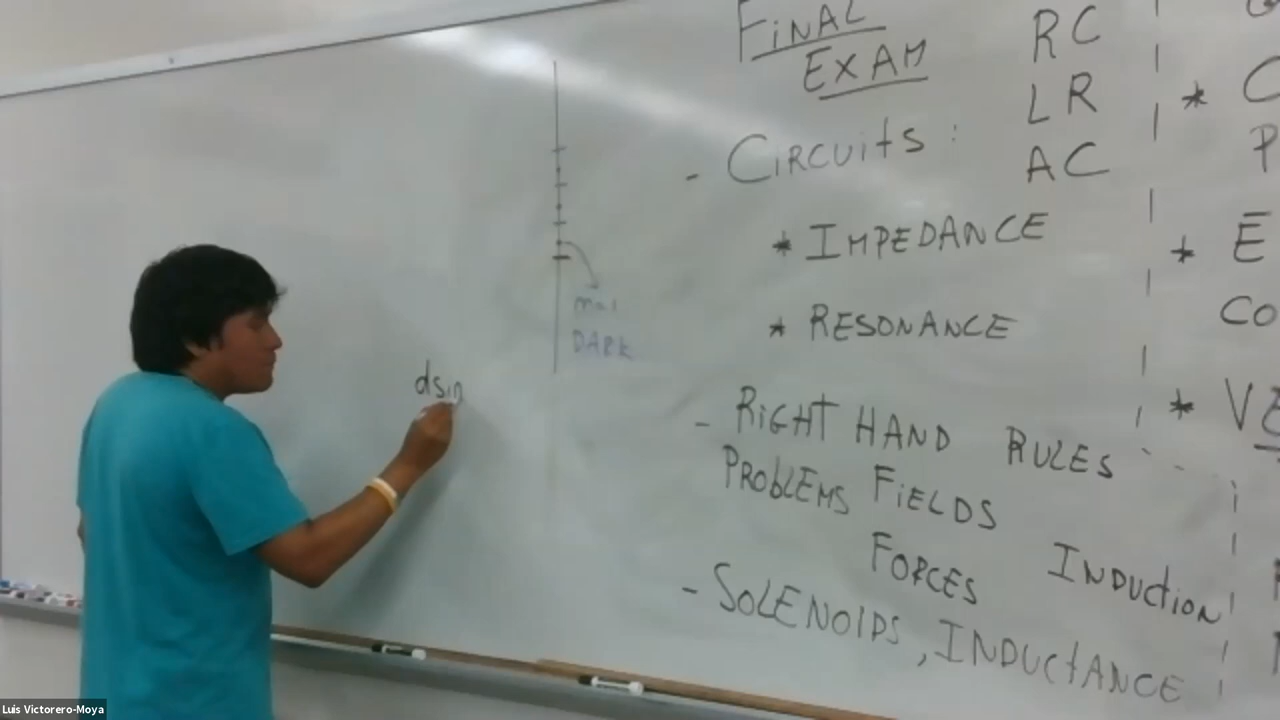 FINAL
EXAM
- CIRCUITS :
RC
LR
AC
* IMPEDANCE
* RESONANCE
- RIGHT HAND RULES
PROBLEMS FIELDS
FORCES INDUCTION
- SOLENOIDS, INDUCTANCE
DARK
dsin
*
*
CO
*
Luis Victorero-Moya